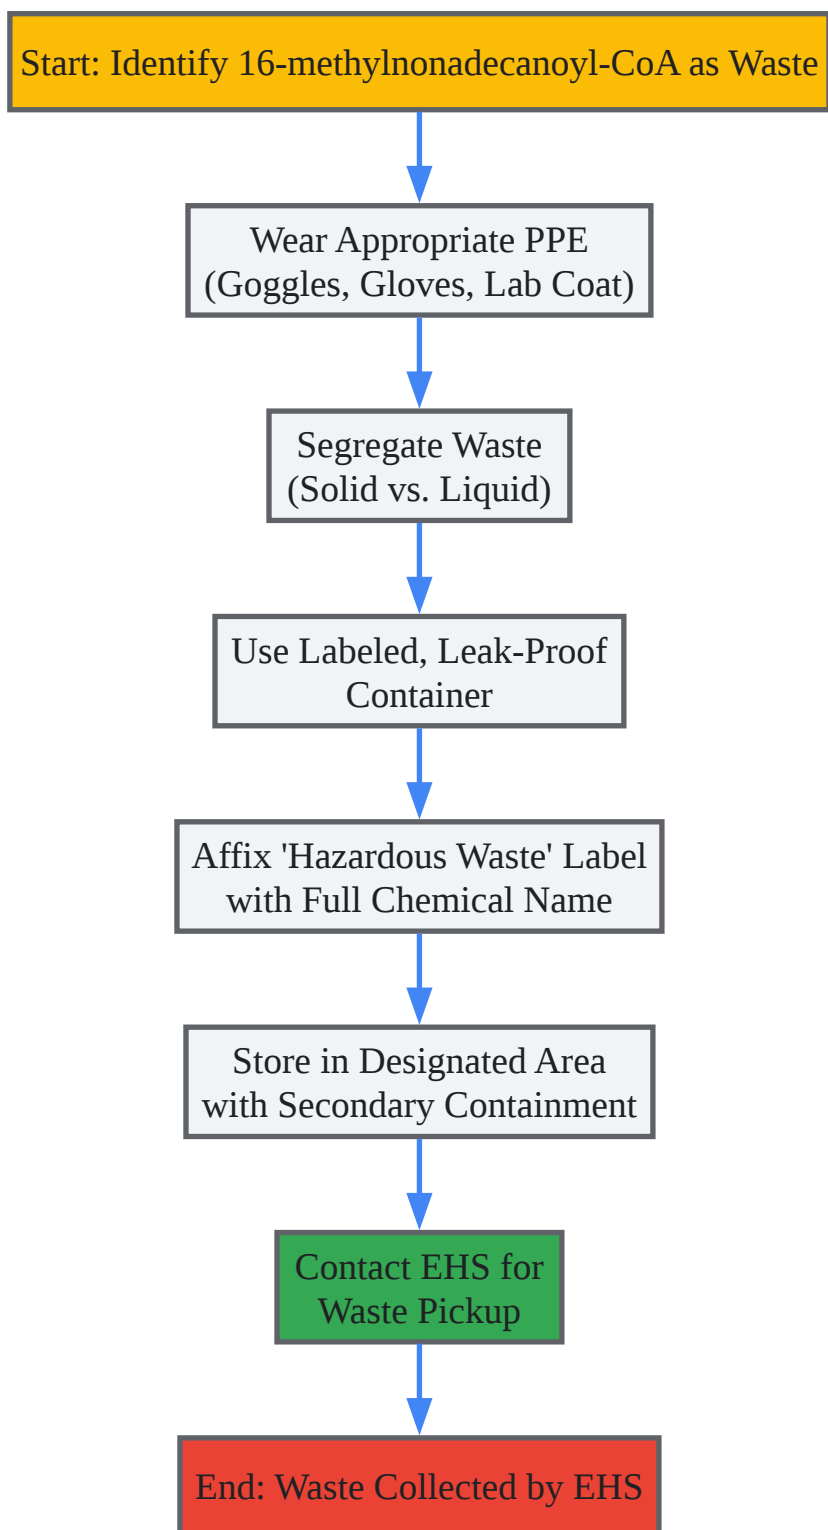 Start: Identify 16-methylnonadecanoyl-CoA as Waste
Wear Appropriate PPE
(Goggles, Gloves, Lab Coat)
Segregate Waste
(Solid vs. Liquid)
Use Labeled, Leak-Proof
Container
Affix 'Hazardous Waste' Label
with Full Chemical Name
Store in Designated Area
with Secondary Containment
Contact EHS for
Waste Pickup
End: Waste Collected by EHS